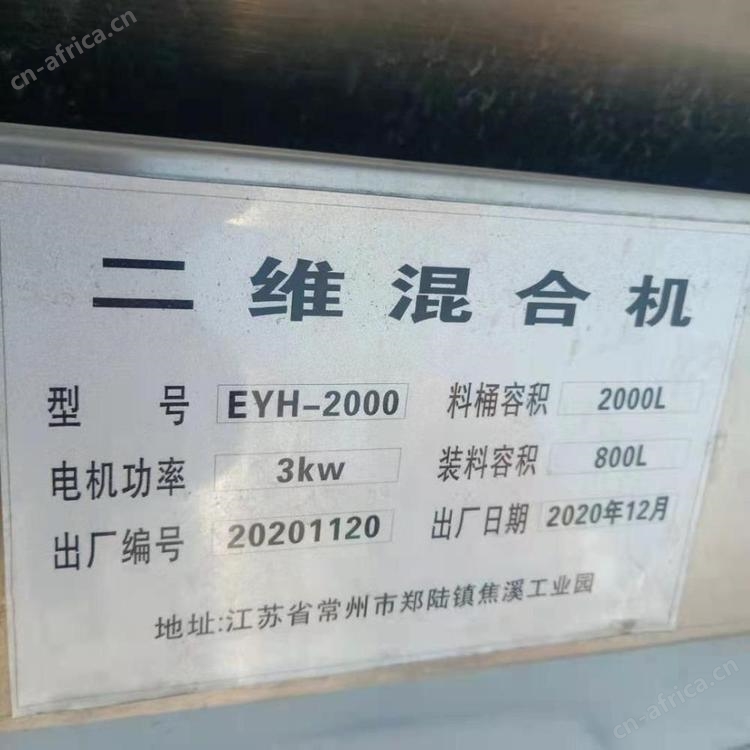 cn-africa.cn
二维混合机
型号 EYH-2000 料桶容积 2000L
电机功率 3kw 装料容积 800L
出厂编号 20201120 出厂日期 2020年12月
地址:江苏省常州市郑陆镇焦溪工业园
cn-africa.cn